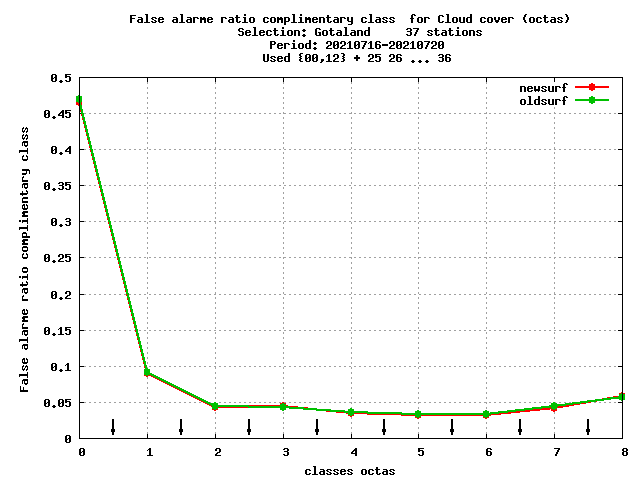 False alarme ratio complimentary class  for Cloud cover (octas)
Selection: Gotaland     37 stations
Period: 20210716-20210720
Used {00,12} + 25 26 ... 36
newsurf
oldsurf
False alarme ratio complimentary class
0.5
0.45
0.4
0.35
0.3
0.25
0.2
0.15
0.1
0.05
0
0 1 2 3 4 5 6 7 8
classes octas